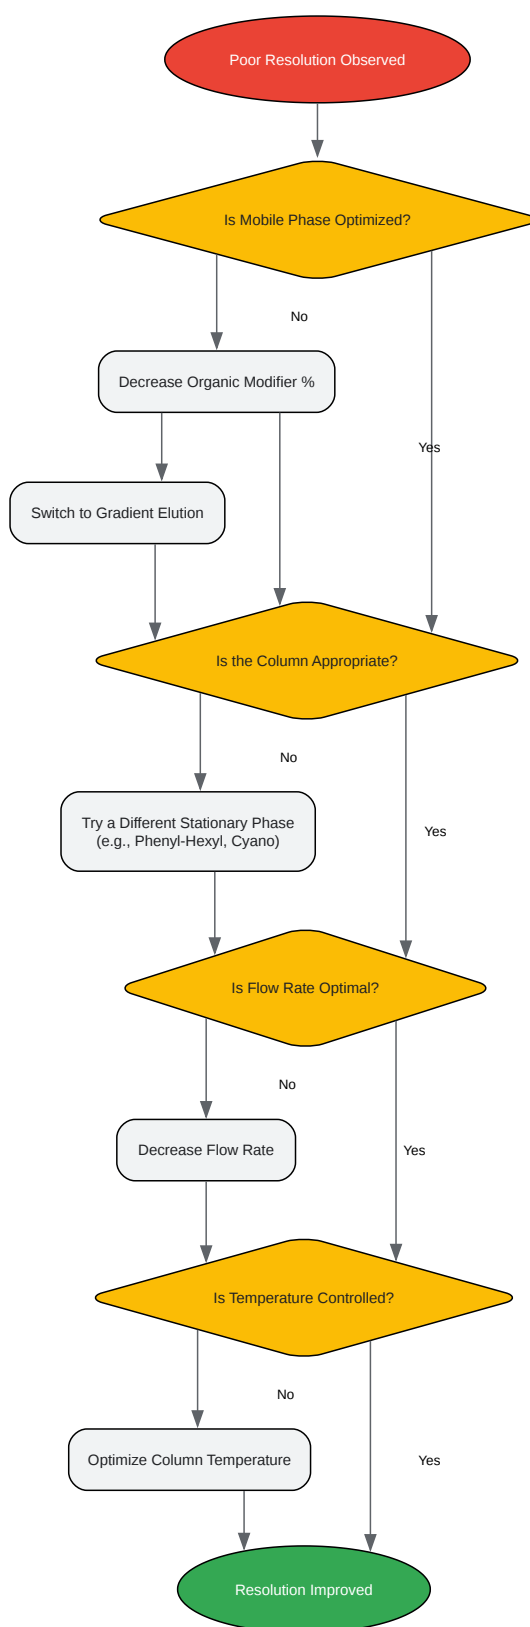 Poor Resolution Observed
Is Mobile Phase Optimized?
No
Decrease Organic Modifier %
Yes
Switch to Gradient Elution
Is the Column Appropriate?
No
Try a Different Stationary Phase
(e.g., Phenyl-Hexyl, Cyano)
Yes
Is Flow Rate Optimal?
No
Decrease Flow Rate
Yes
Is Temperature Controlled?
No
Optimize Column Temperature
Yes
Resolution Improved